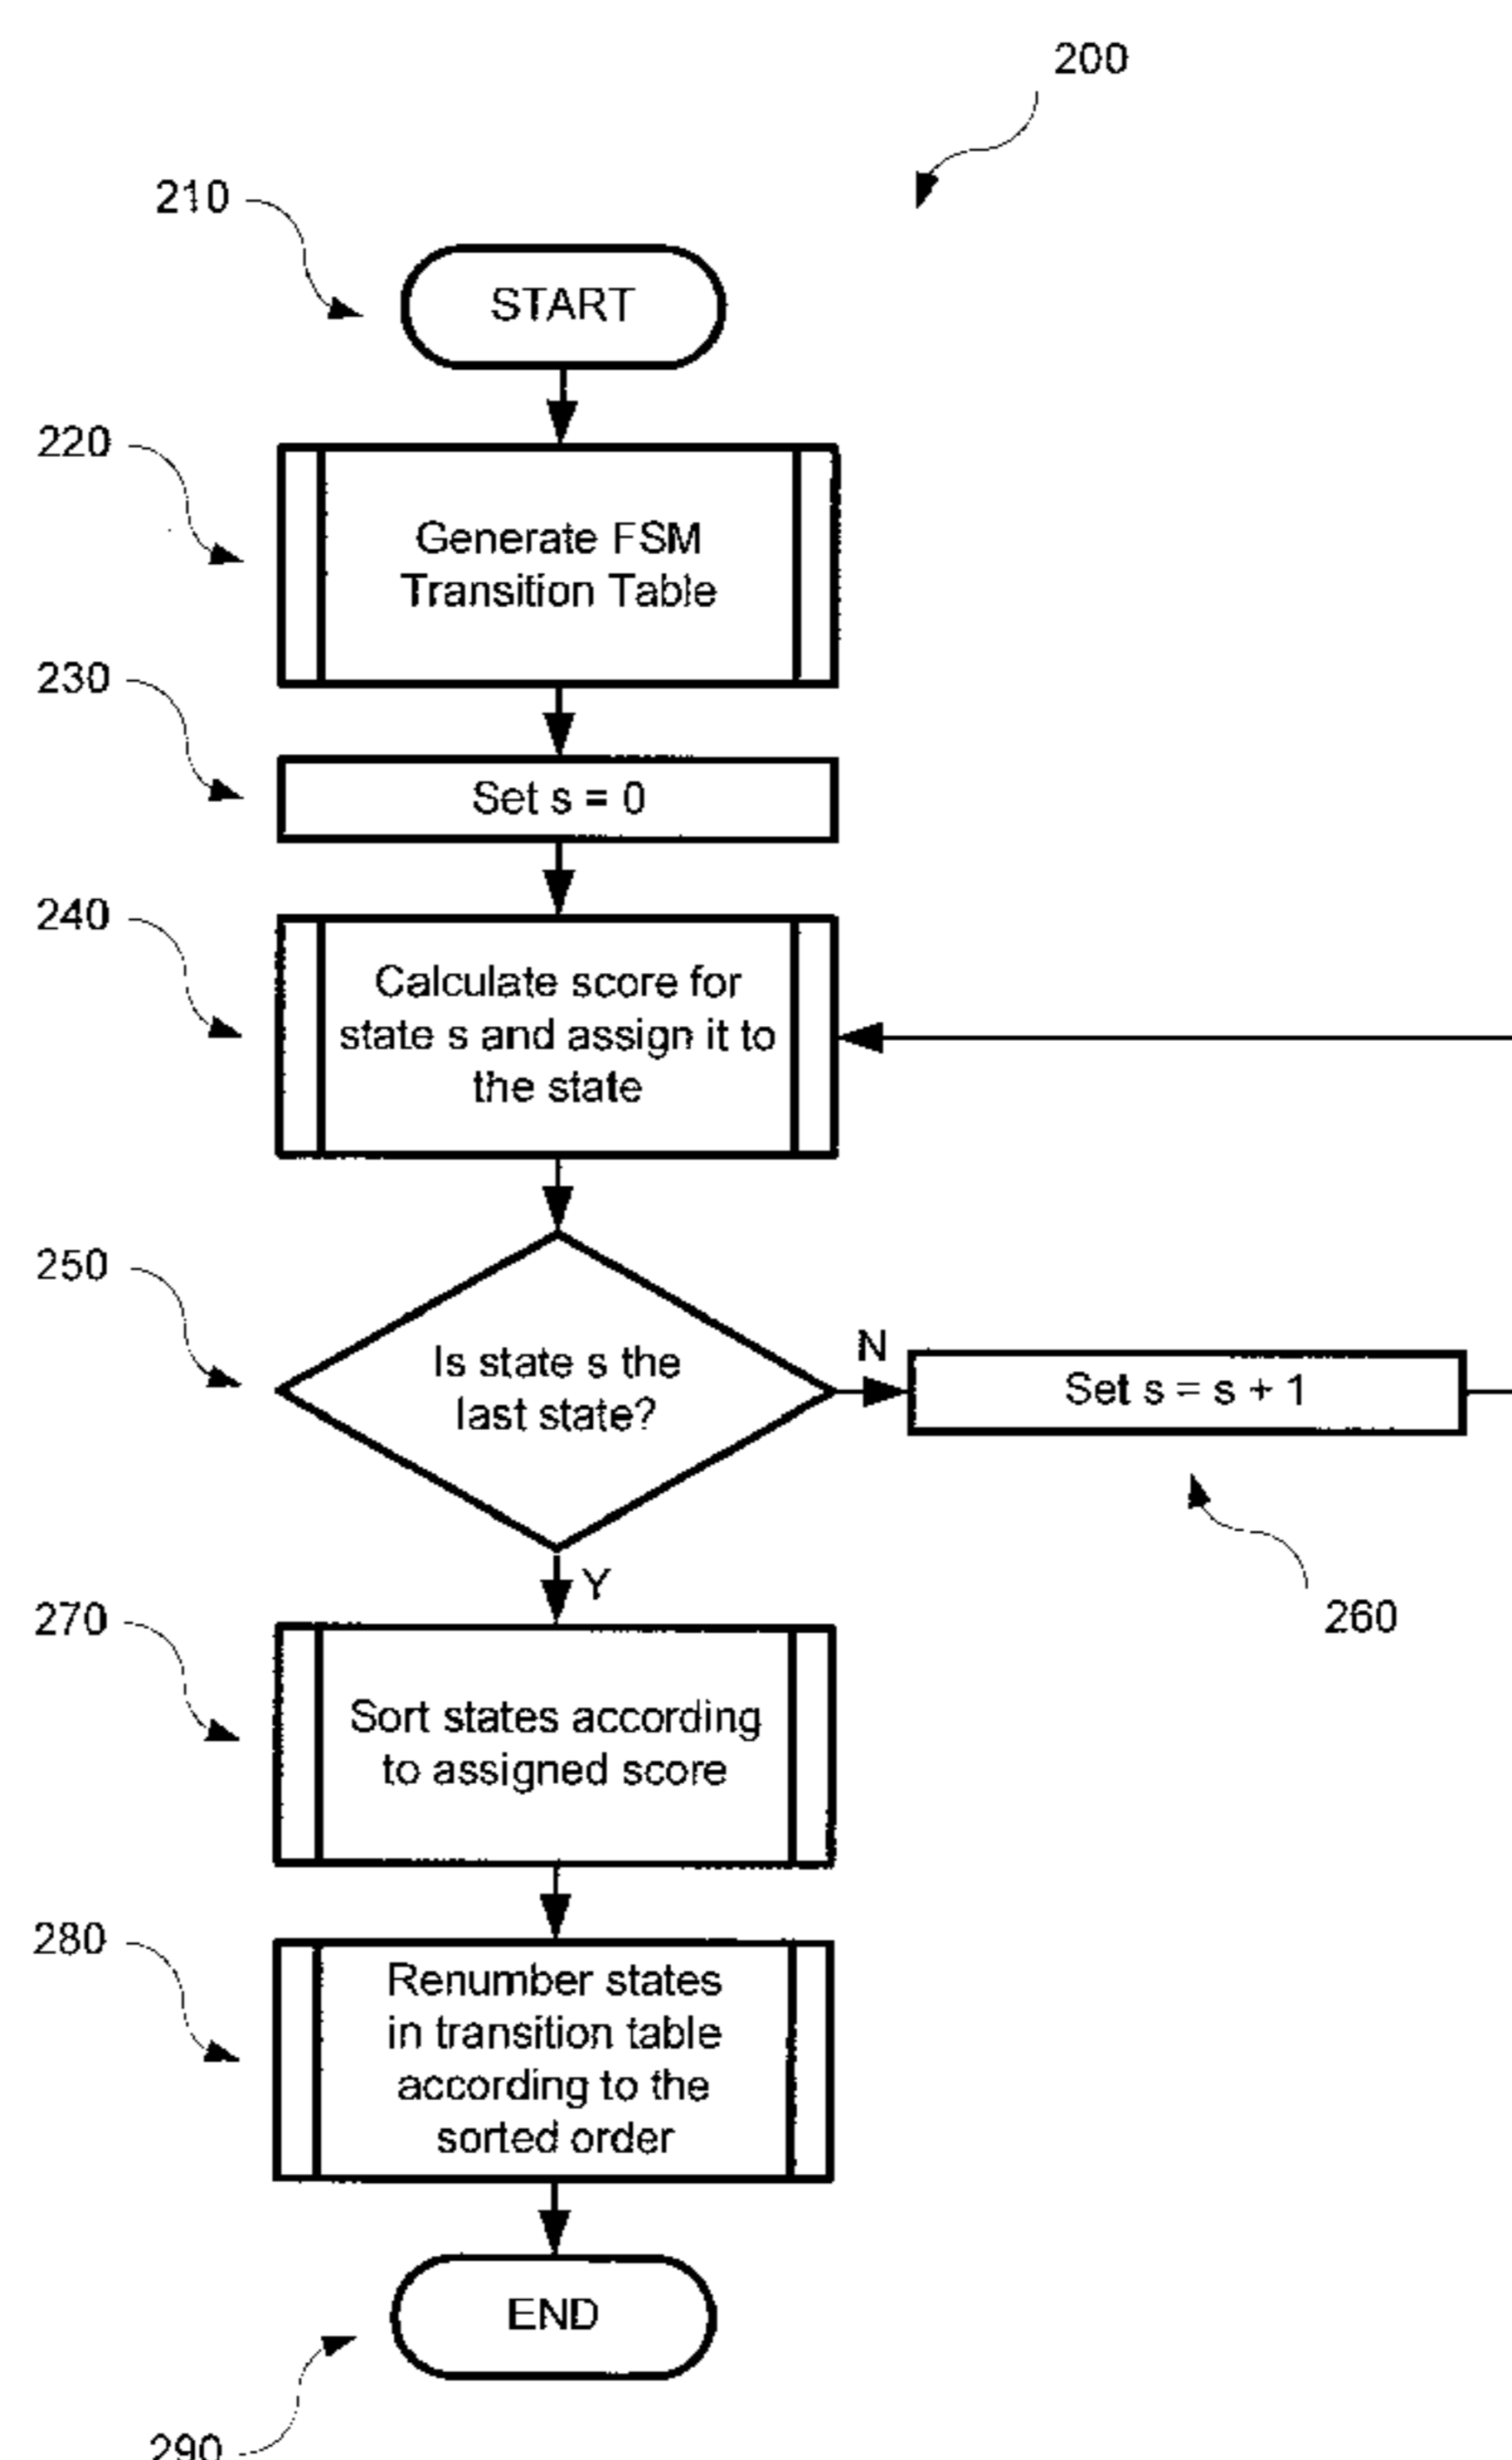 200
210
START
220
Generate FSM
Transition Table
230
Set s = 0
240
Calculate score for
state s and assign it to
the state
250
Is state s the
last state?
N
Set s = s + 1
260
Y
270
Sort states according
to assigned score
280
Renumber states
in transition table
according to the
sorted order
END
290